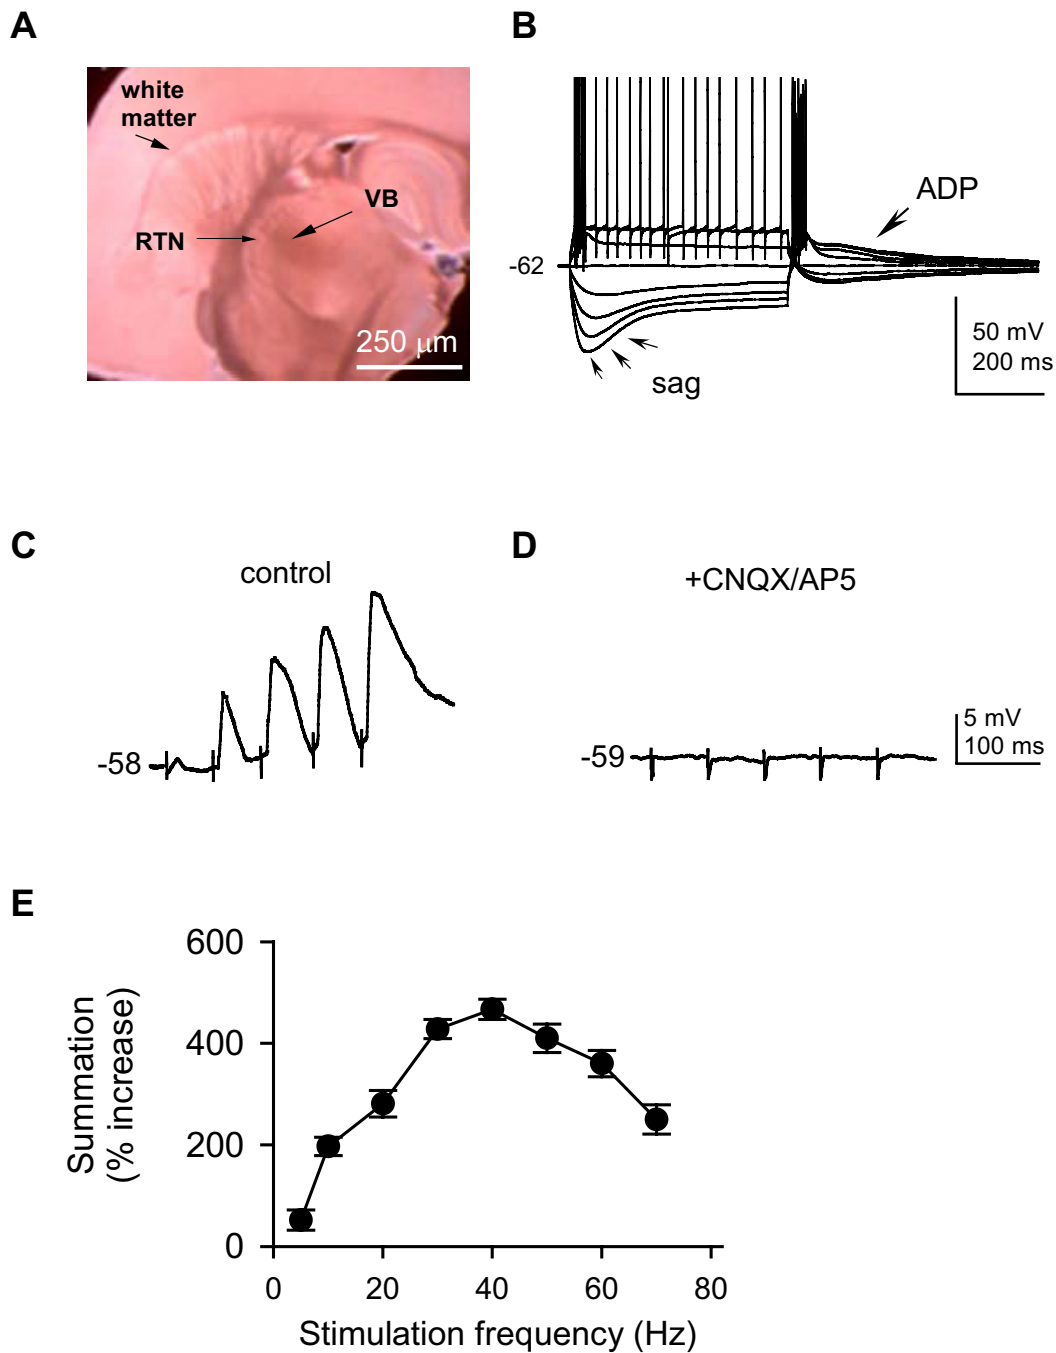 A
white
matter
VB
RTN
250 μm
B
ADP
-62
50 mV
200 ms
sag
C
control
-58
D
+CNQX/AP5
-59
5 mV
100 ms
E
600
400
200
0
Summation
(% increase)
0 20 40 60 80
Stimulation frequency (Hz)